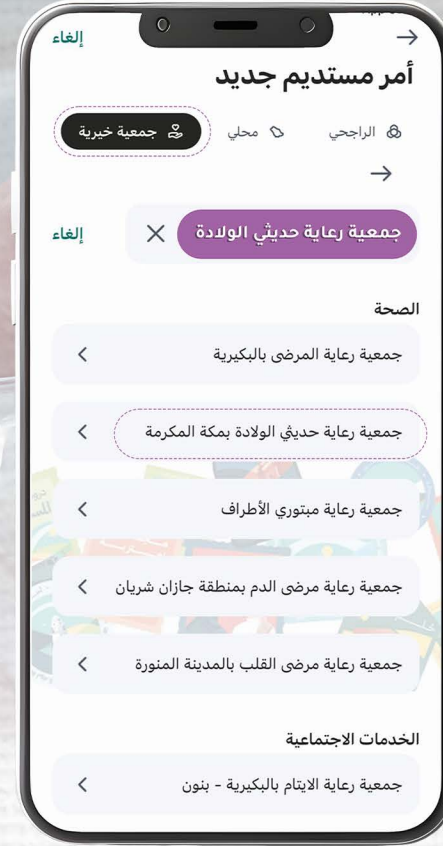 إلغاء
أمر مستديم جديد
الراجحي محلي جمعية خيرية
جمعية رعاية حديثي الولادة إلغاء
الصحة
جمعية رعاية المرضى بالبكيرية
جمعية رعاية حديثي الولادة بمكة المكرمة
جمعية رعاية مبتوري الأطراف
جمعية رعاية مرضى الدم بمنطقة جازان شريان
جمعية رعاية مرضى القلب بالمدينة المنورة
الخدمات الاجتماعية
جمعية رعاية الايتام بالبكيرية - بنون